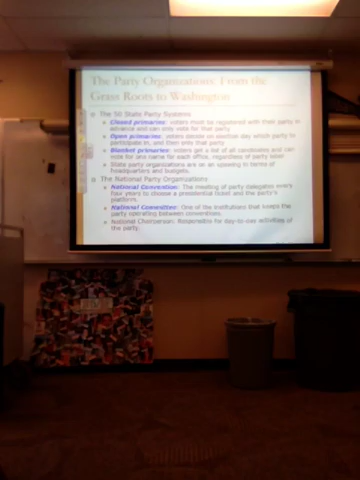 The Party Organizations: From the
Grass Roots to Washington
The 50 State Party Systems
Closed primaries: voters must be registered with their party in
advance and can only vote for that party
Open primaries: voters decide on election day which party to
participate in, and then only that party
Blanket primaries: voters get a list of all candidates and can
vote for one name for each office, regardless of party label
State party organizations are on an upswing in terms of
headquarters and budgets.
The National Party Organizations
National Convention: The meeting of party delegates every
four years to choose a presidential ticket and the party's
platform.
National Committee: One of the institutions that keeps the
party operating between conventions.
National Chairperson: Responsible for day-to-day activities of
the party.